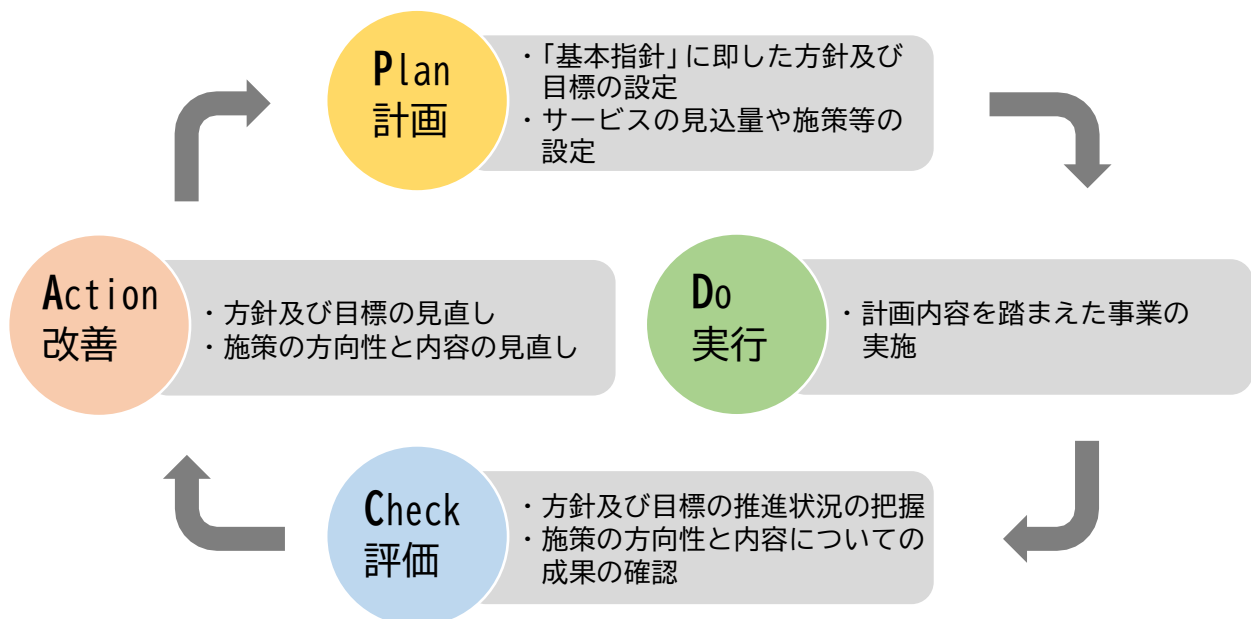 Plan
計画
・「基本指針」に即した方針及び
目標の設定
・サービスの見込量や施策等の
設定
Do
実行
・計画内容を踏まえた事業の
実施
Check
評価
・方針及び目標の推進状況の把握
・施策の方向性と内容についての
成果の確認
Action
改善
・方針及び目標の見直し
・施策の方向性と内容の見直し